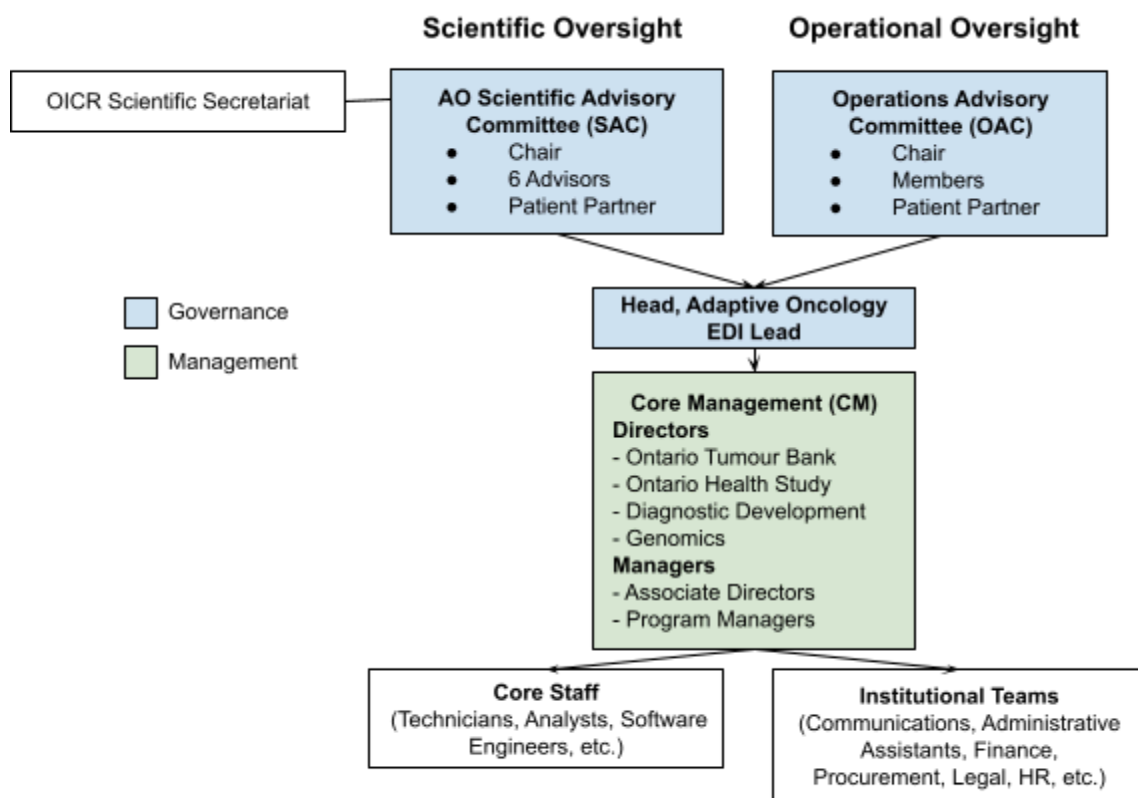 Scientific Oversight
Operational Oversight
OICR Scientific Secretariat
AO Scientific Advisory
Committee (SAC)
● Chair
● 6 Advisors
● Patient Partner
Operations Advisory
Committee (OAC)
● Chair
● Members
● Patient Partner
Governance
Management
Head, Adaptive Oncology
EDI Lead
Core Management (CM)
Directors
- Ontario Tumour Bank
- Ontario Health Study
- Diagnostic Development
- Genomics
Managers
- Associate Directors
- Program Managers
Core Staff
(Technicians, Analysts, Software
Engineers, etc.)
Institutional Teams
(Communications, Administrative
Assistants, Finance,
Procurement, Legal, HR, etc.)